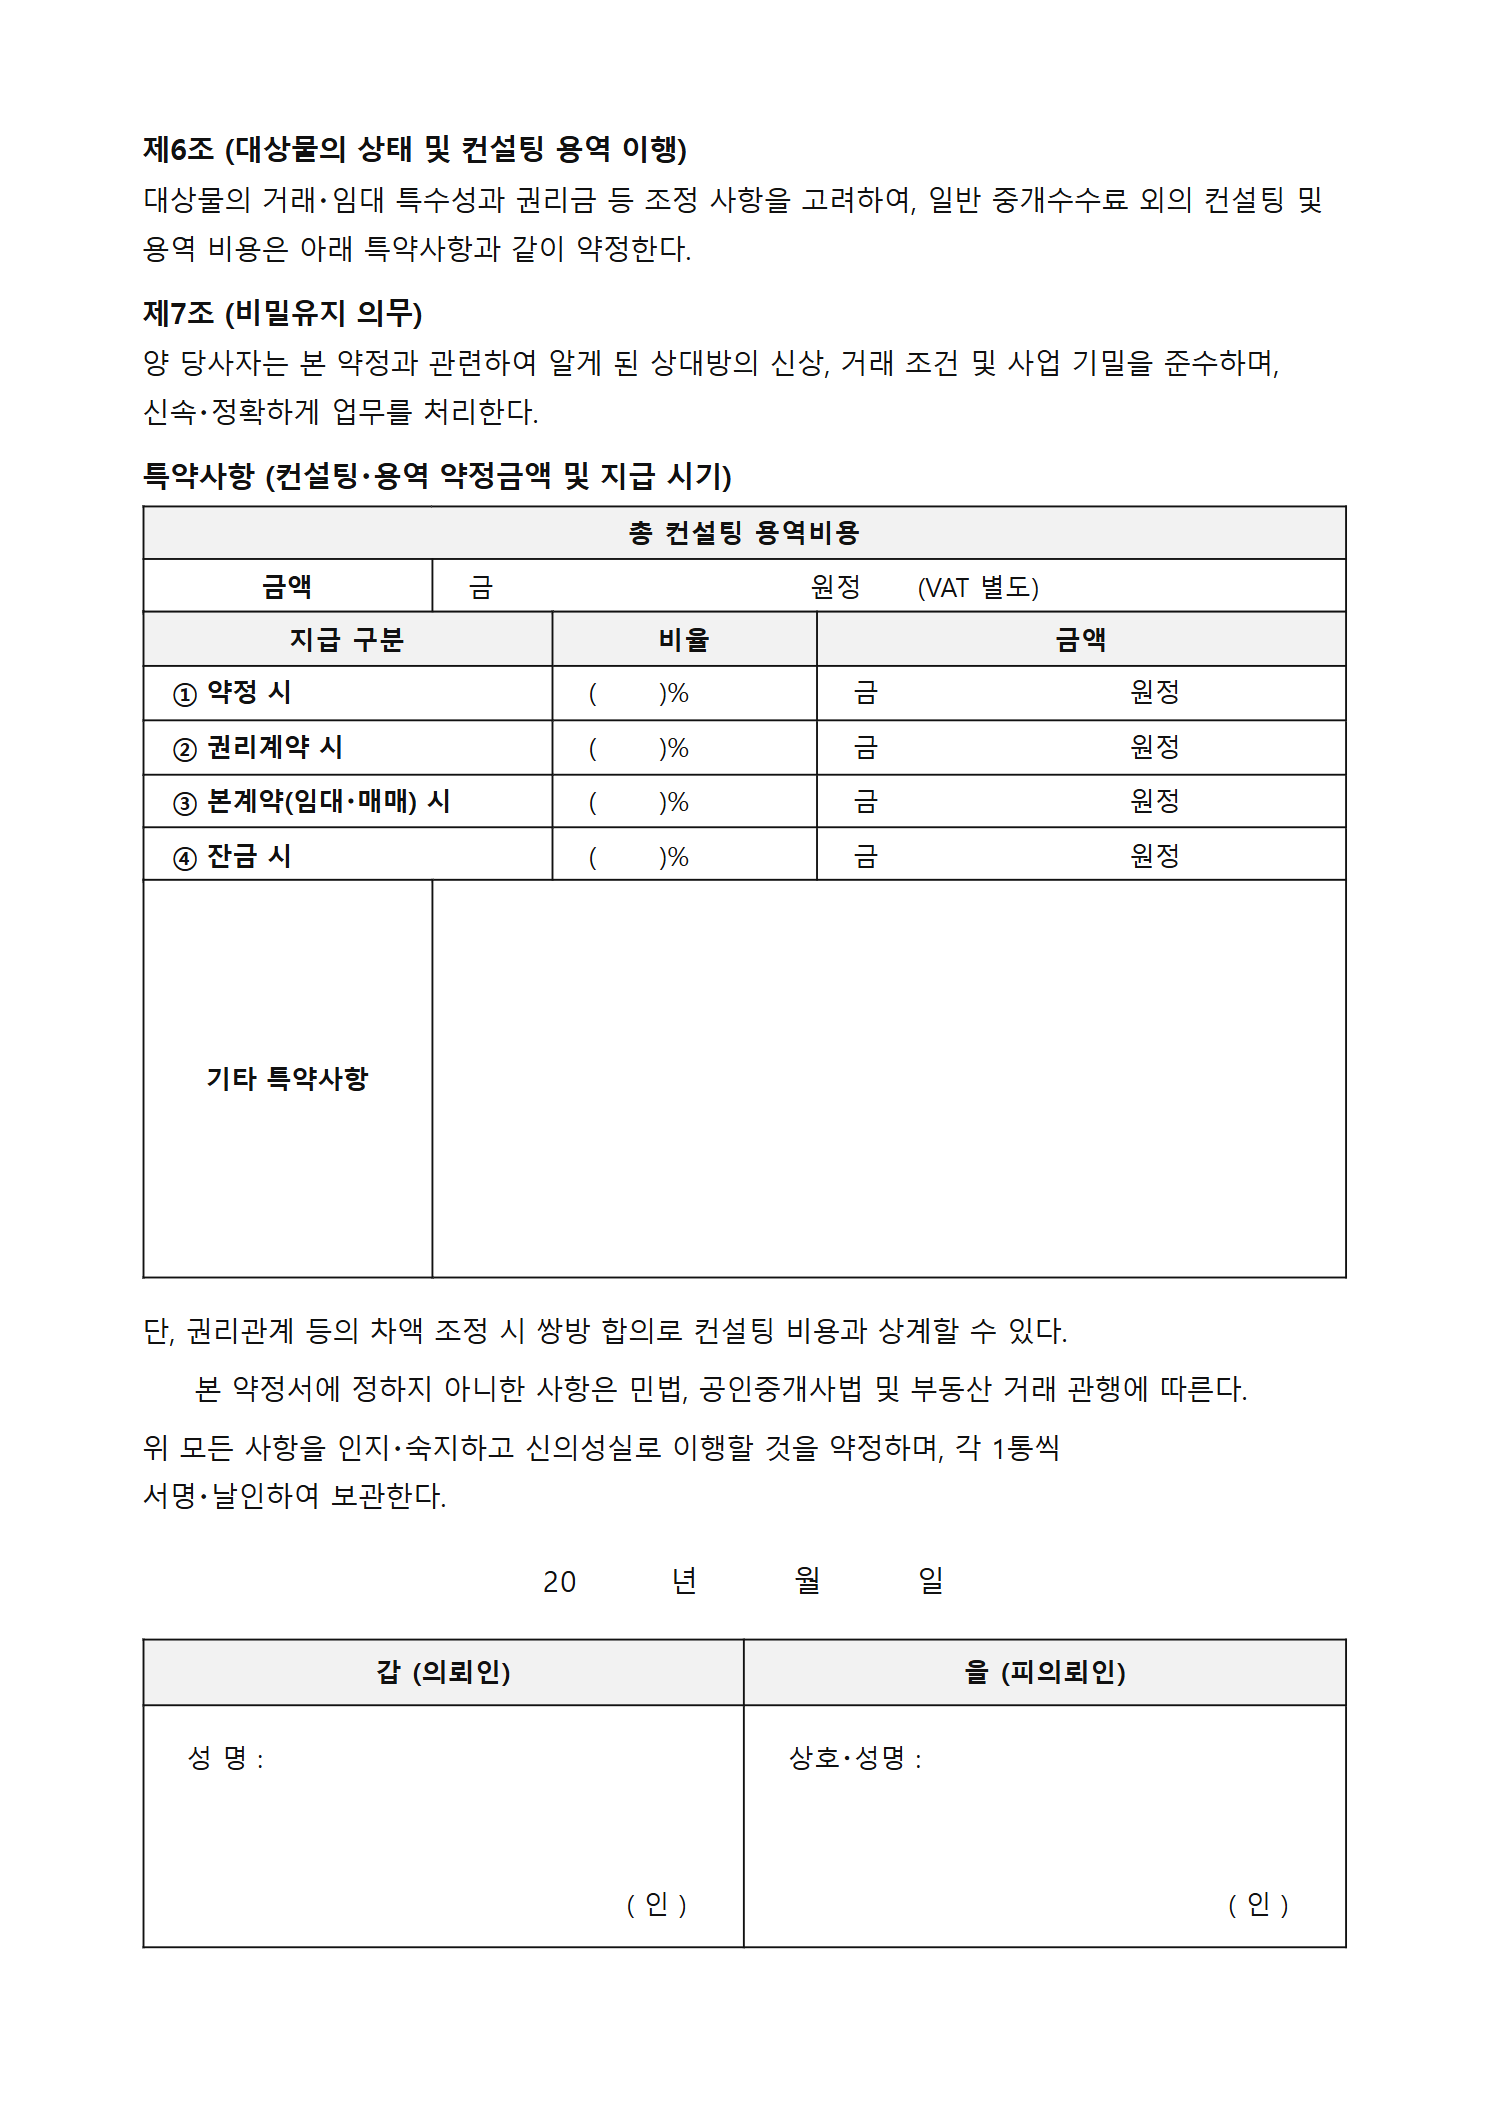 제6조 (대상물의 상태 및 컨설팅 용역 이행)
대상물의 거래·임대 특수성과 권리금 등 조정 사항을 고려하여, 일반 중개수수료 외의 컨설팅 및
용역 비용은 아래 특약사항과 같이 약정한다.
제7조 (비밀유지 의무)
양 당사자는 본 약정과 관련하여 알게 된 상대방의 신상, 거래 조건 및 사업 기밀을 준수하며,
신속·정확하게 업무를 처리한다.
특약사항 (컨설팅·용역 약정금액 및 지급 시기)
총 컨설팅 용역비용
금액 금 원정 (VAT 별도)
지급 구분 비율 금액
① 약정 시 ( )% 금 원정
② 권리계약 시 ( )% 금 원정
③ 본계약(임대·매매) 시 ( )% 금 원정
④ 잔금 시 ( )% 금 원정
기타 특약사항
단, 권리관계 등의 차액 조정 시 쌍방 합의로 컨설팅 비용과 상계할 수 있다.
본 약정서에 정하지 아니한 사항은 민법, 공인중개사법 및 부동산 거래 관행에 따른다.
위 모든 사항을 인지·숙지하고 신의성실로 이행할 것을 약정하며, 각 1통씩
서명·날인하여 보관한다.
20 년 월 일
갑 (의뢰인) 을 (피의뢰인)
성 명 : 상호·성명 :
( 인 ) ( 인 )